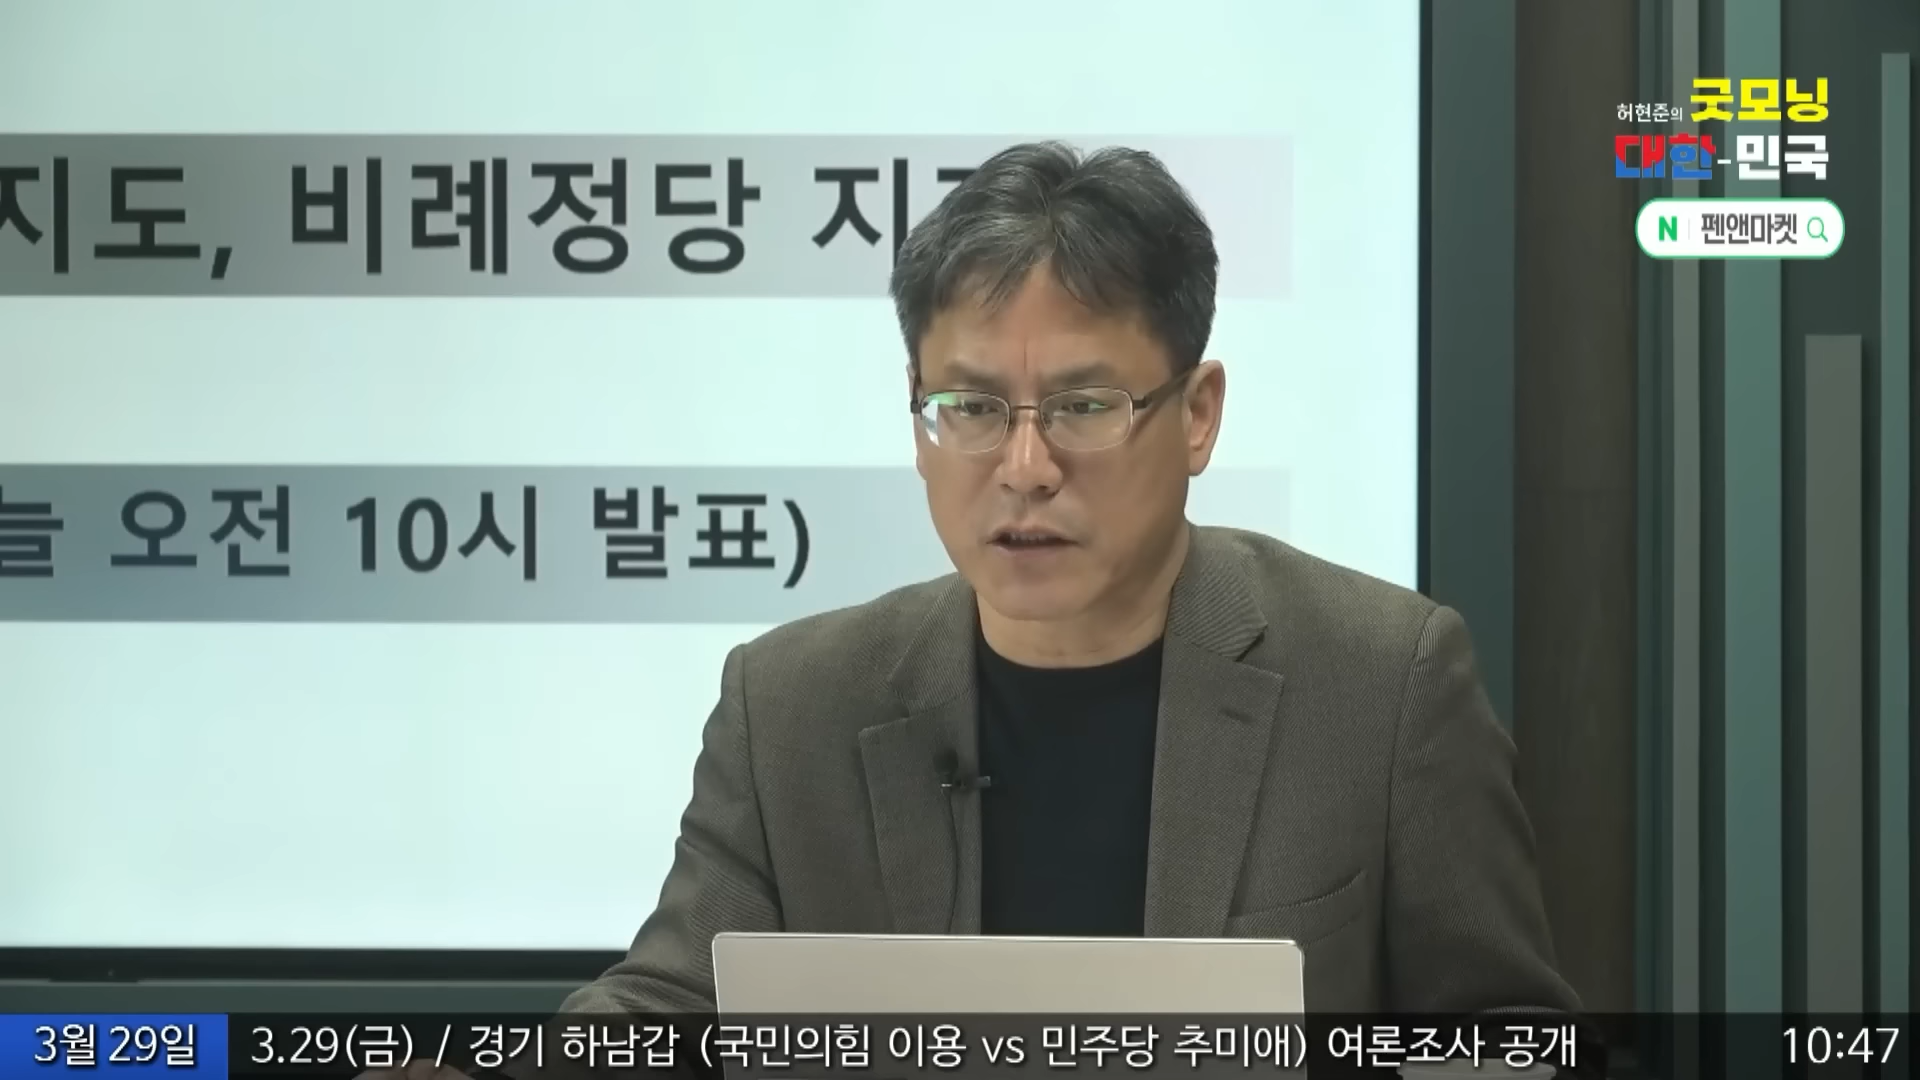 허현준의 굿모닝
대한-민국
N 펜앤마켓
지도, 비례정당 지
늘 오전 10시 발표)
3월 29일 3.29(금) / 경기 하남갑 (국민의힘 이용 vs 민주당 추미애) 여론조사 공개 10:47